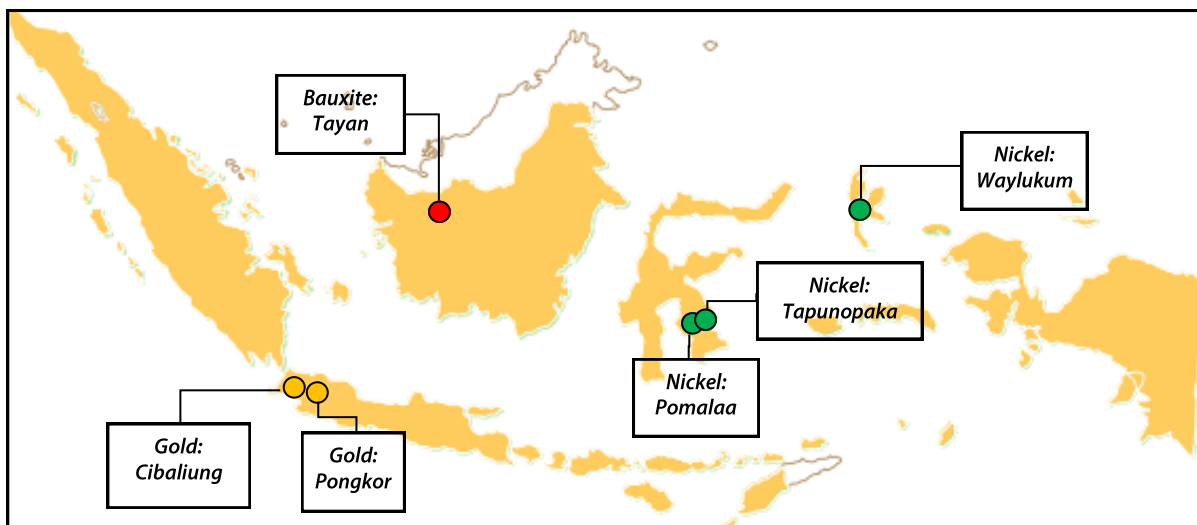 Bauxite:
Tayan
Nickel:
Waylukum
Nickel:
Tapunopaka
Nickel:
Pomalaa
Gold:
Cibaliung
Gold:
Pongkor